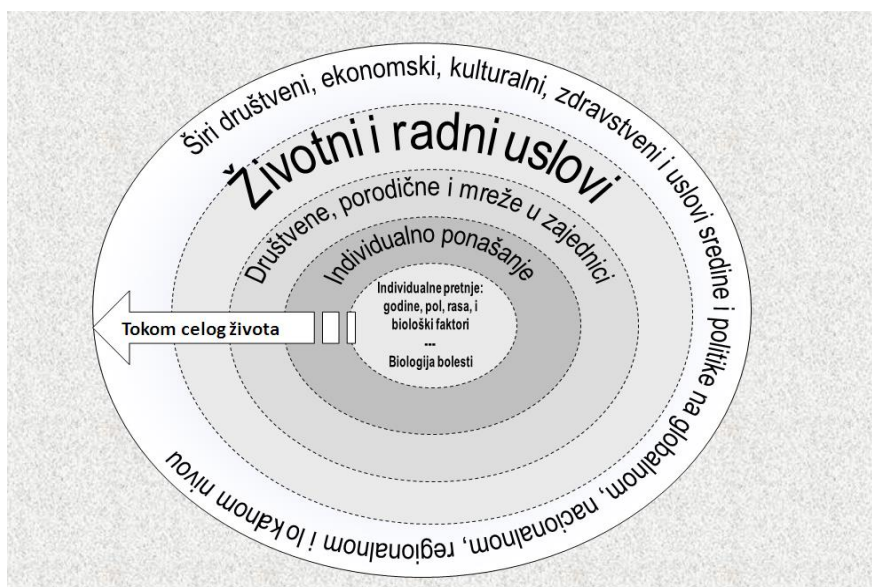 Širi društveni, ekonomski, kulturalni, zdravstveni i uslovi sredine i politike na globalnom, nacionalnom, regionalnom i lokalnom nivou
Životni i radni uslovi
Društvene, porodične i mreže u zajednici
Individualno ponašanje
Individualne pretnje:
godine, pol, rasa, i
biološki faktori
---
Biologija bolesti
Tokom celog života